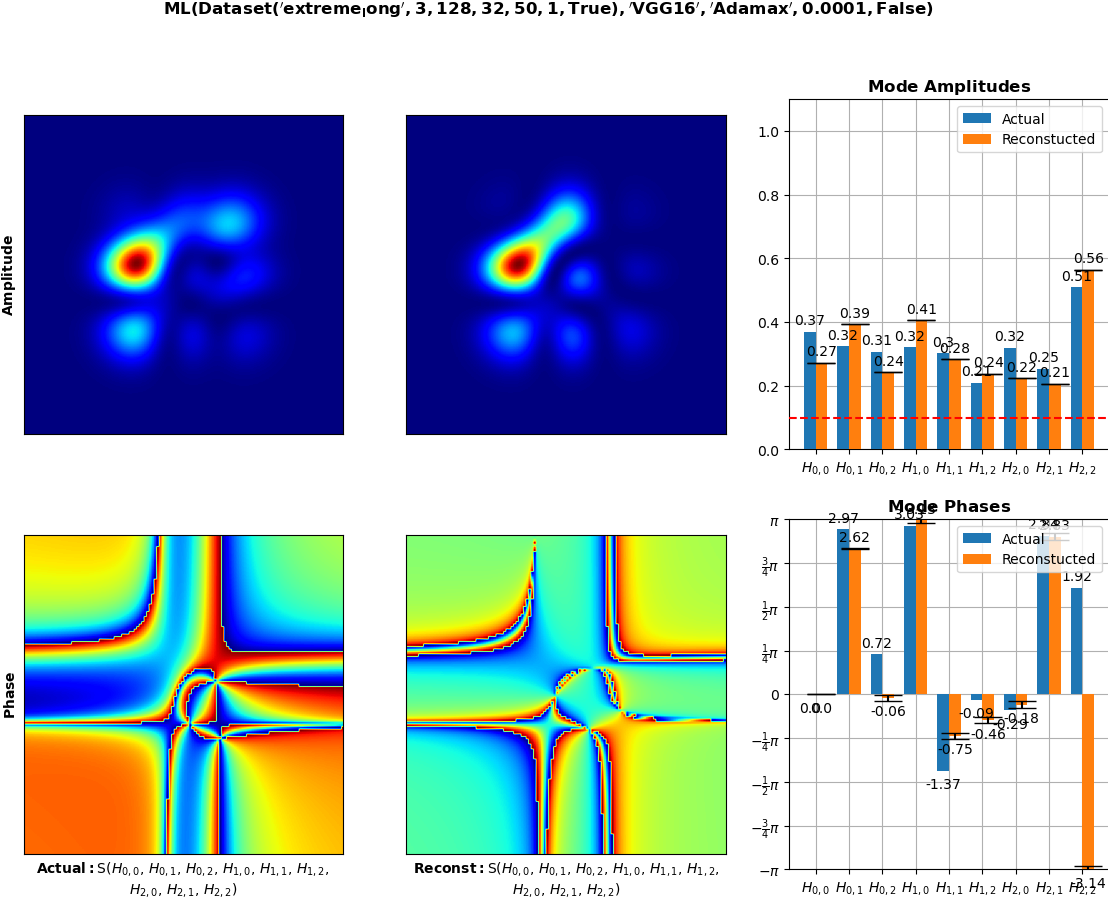 ML(Dataset('extreme_long', 3, 128, 32, 50, 1, True), 'VGG16', 'Adamax', 0.0001, False)
Mode Amplitudes
Actual
Reconstucted
1.0
0.8
0.6
0.4
0.2
0.0
0.37
0.27
0.32
0.39
0.31
0.24
0.32
0.41
0.3
0.28
0.21
0.24
0.32
0.22
0.25
0.21
0.51
0.56
H0,0 H0,1 H0,2 H1,0 H1,1 H1,2 H2,0 H2,1 H2,2
Amplitude
Mode Phases
Actual
Reconstucted
π
3/4π
1/2π
1/4π
0
−1/4π
−1/2π
−3/4π
−π
0.0
0.0
2.97
2.62
0.72
-0.06
3.03
-1.37
-0.75
-0.09
-0.46
-0.29
-0.18
1.92
-3.14
H0,0 H0,1 H0,2 H1,0 H1,1 H1,2 H2,0 H2,1 H2,2
Phase
Actual: S(H0,0, H0,1, H0,2, H1,0, H1,1, H1,2,
H2,0, H2,1, H2,2)
Reconst: S(H0,0, H0,1, H0,2, H1,0, H1,1, H1,2,
H2,0, H2,1, H2,2)